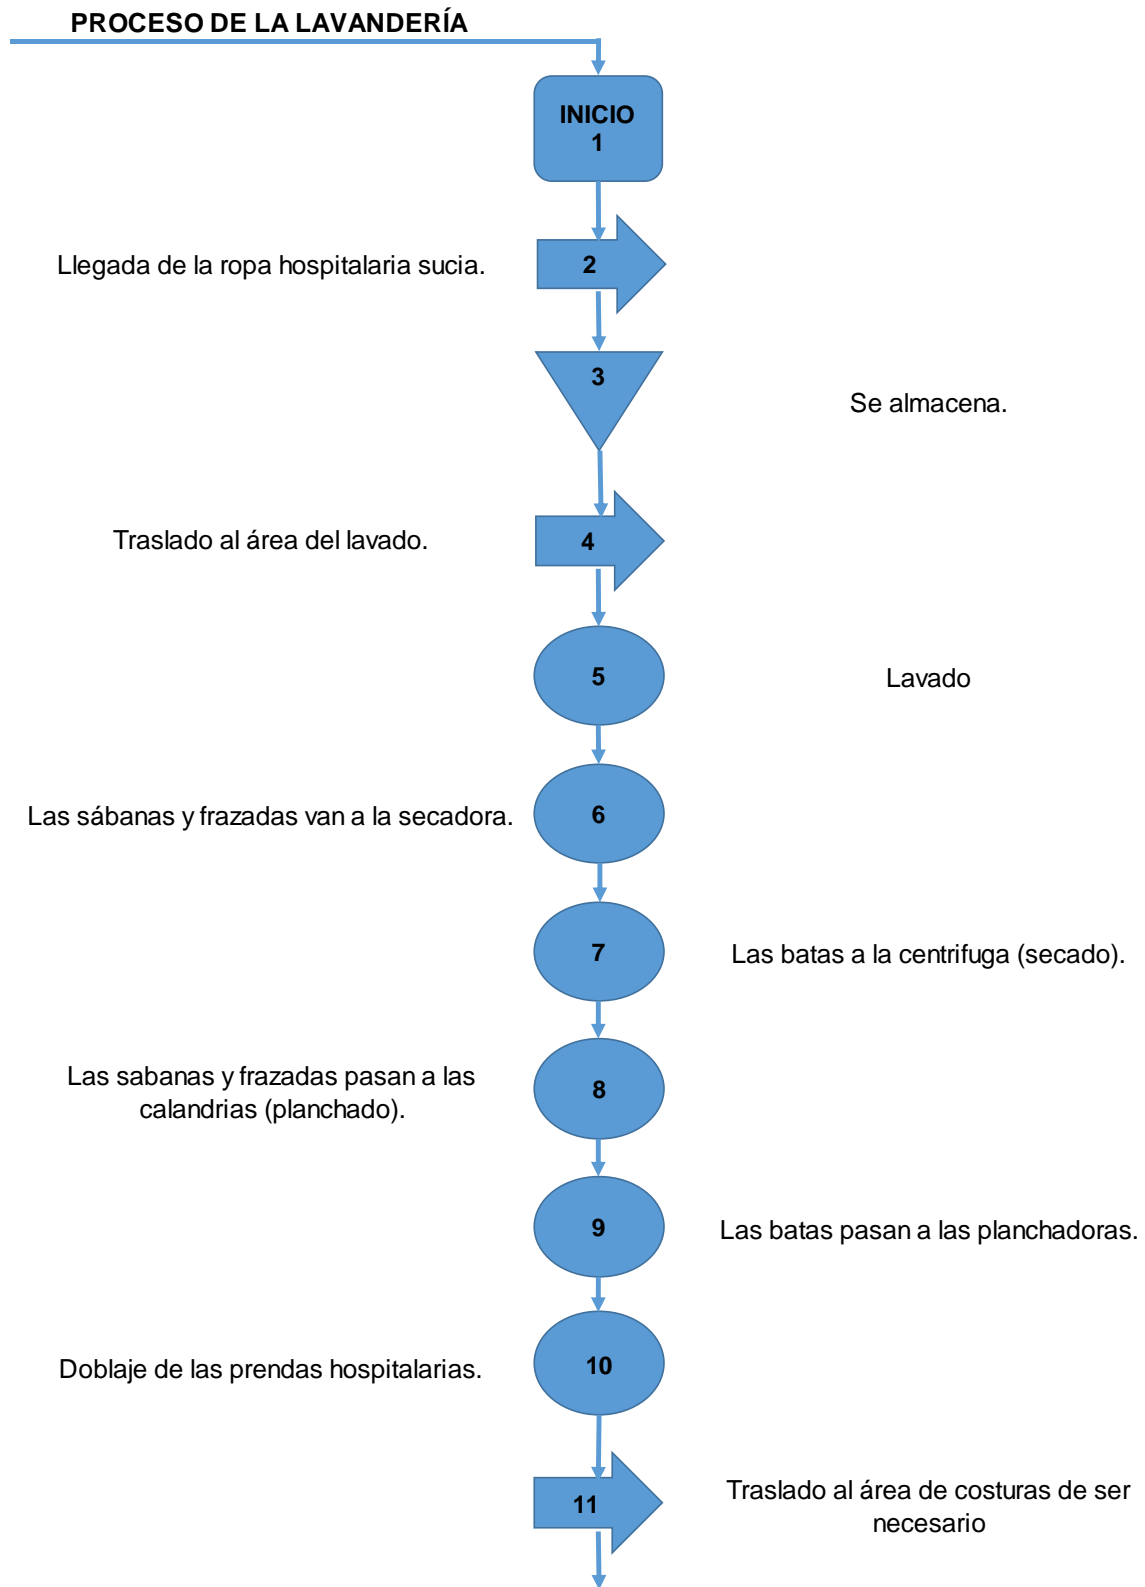 PROCESO DE LA LAVANDERÍA
INICIO
1
Llegada de la ropa hospitalaria sucia.
2
3
Se almacena.
Traslado al área del lavado.
4
5
Lavado
Las sábanas y frazadas van a la secadora.
6
7
Las batas a la centrifuga (secado).
Las sabanas y frazadas pasan a las
calandrias (planchado).
8
9
Las batas pasan a las planchadoras.
Doblaje de las prendas hospitalarias.
10
11
Traslado al área de costuras de ser
necesario